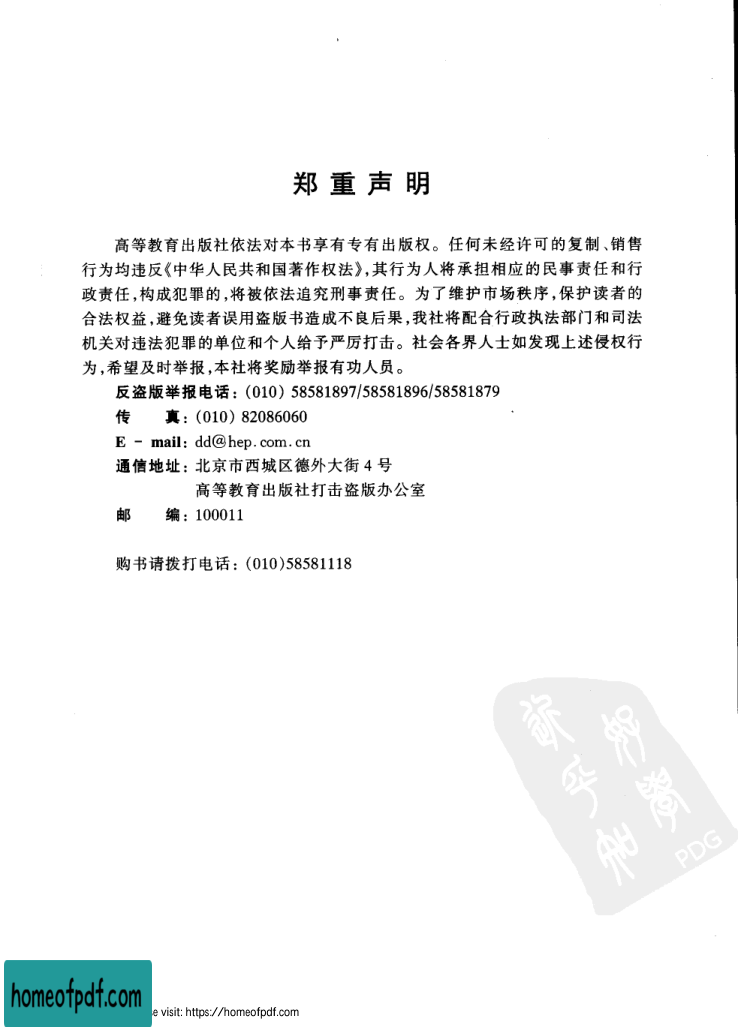 郑重声明
高等教育出版社依法对本书享有专有出版权。任何未经许可的复制、销售
行为均违反《中华人民共和国著作权法》,其行为人将承担相应的民事责任和行
政责任,构成犯罪的,将被依法追究刑事责任。为了维护市场秩序,保护读者的
合法权益,避免读者误用盗版书造成不良后果,我社将配合行政执法部门和司法
机关对违法犯罪的单位和个人给予严厉打击。社会各界人士如发现上述侵权行
为,希望及时举报,本社将奖励举报有功人员。
反盗版举报电话:(010) 58581897/58581896/58581879
传 真:(010) 82086060
E - mail: dd@hep.com.cn
通信地址:北京市西城区德外大街 4 号
高等教育出版社打击盗版办公室
邮 编:100011
购书请拨打电话:(010)58581118
PDG
homeofpdf.com
visit: https://homeofpdf.com